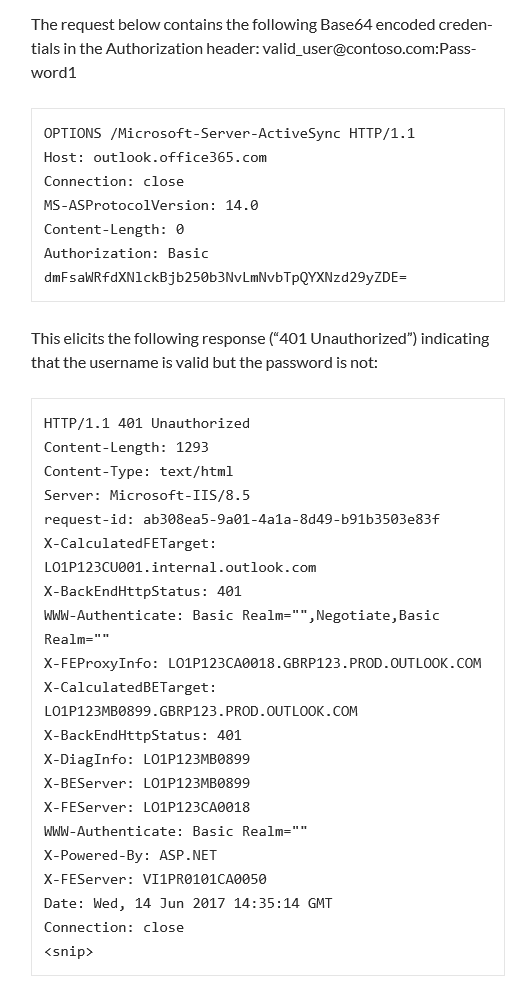 The request below contains the following Base64 encoded creden-
tials in the Authorization header: valid_user@contoso.com:Pass-
word1
OPTIONS /Microsoft-Server-ActiveSync HTTP/1.1
Host: outlook.office365.com
Connection: close
MS-ASProtocolVersion: 14.0
Content-Length: 0
Authorization: Basic
dmFsaWRfdXNlckBjb250b3NvLmNvbTpQYXNzd29yZDE=
This elicits the following response (“401 Unauthorized”) indicating
that the username is valid but the password is not:
HTTP/1.1 401 Unauthorized
Content-Length: 1293
Content-Type: text/html
Server: Microsoft-IIS/8.5
request-id: ab308ea5-9a01-4a1a-8d49-b91b3503e83f
X-CalculatedFETarget:
LO1P123CU001.internal.outlook.com
X-BackEndHttpStatus: 401
WWW-Authenticate: Basic Realm="",Negotiate,Basic
Realm=""
X-FEProxyInfo: LO1P123CA0018.GBRP123.PROD.OUTLOOK.COM
X-CalculatedBETarget:
LO1P123MB0899.GBRP123.PROD.OUTLOOK.COM
X-BackEndHttpStatus: 401
X-DiagInfo: LO1P123MB0899
X-BEServer: LO1P123MB0899
X-FEServer: LO1P123CA0018
WWW-Authenticate: Basic Realm=""
X-Powered-By: ASP.NET
X-FEServer: VI1PR0101CA0050
Date: Wed, 14 Jun 2017 14:35:14 GMT
Connection: close
<snip>